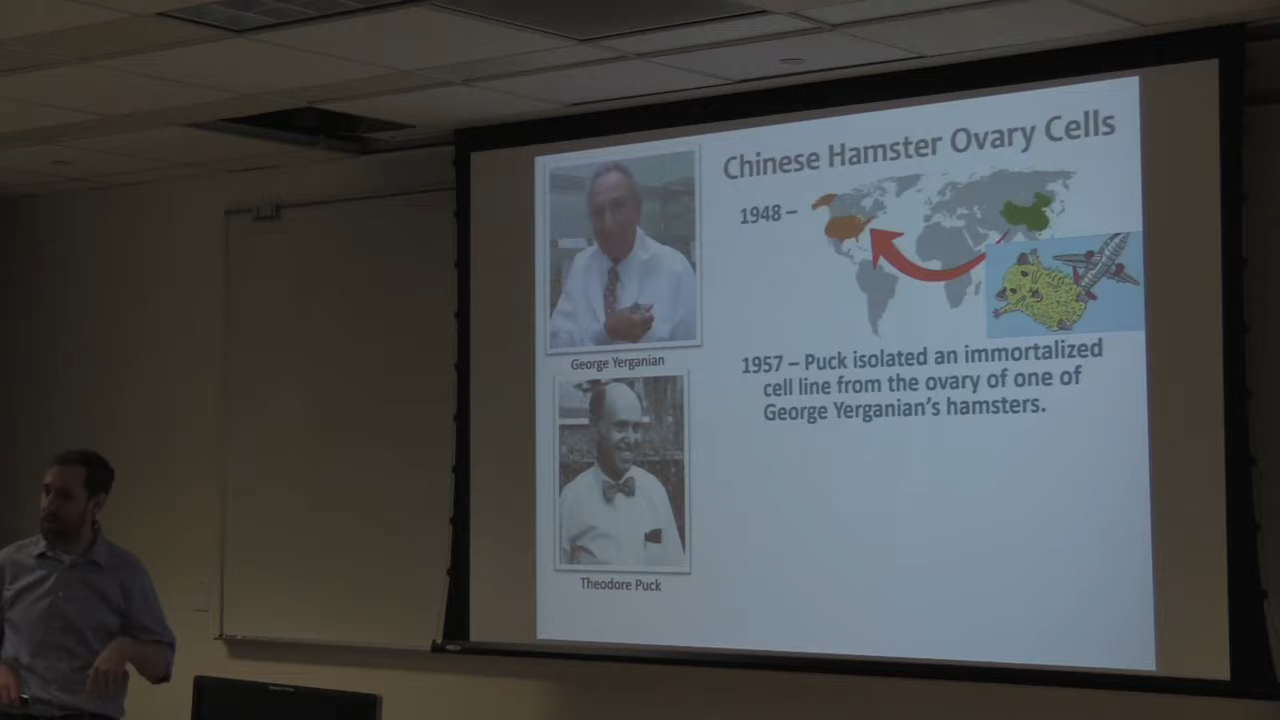 Chinese Hamster Ovary Cells
1948 –
George Yerganian
1957 – Puck isolated an immortalized
cell line from the ovary of one of
George Yerganian's hamsters.
Theodore Puck